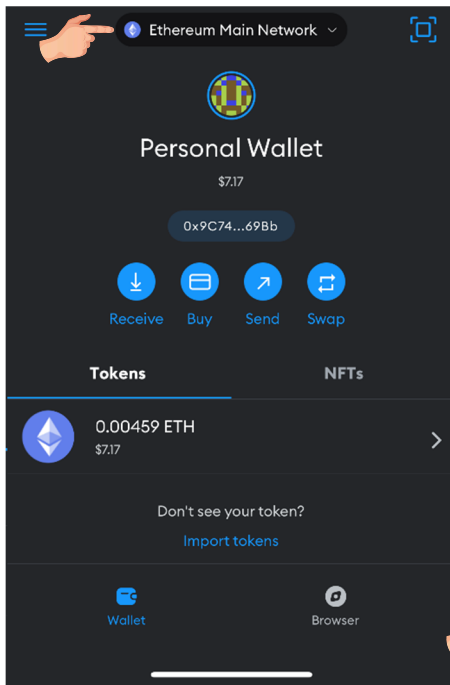 Ethereum Main Network
Personal Wallet
$7.17
0x9C74...69Bb
Receive Buy Send Swap
Tokens NFTs
0.00459 ETH
$7.17
Don't see your token?
Import tokens
Wallet Browser